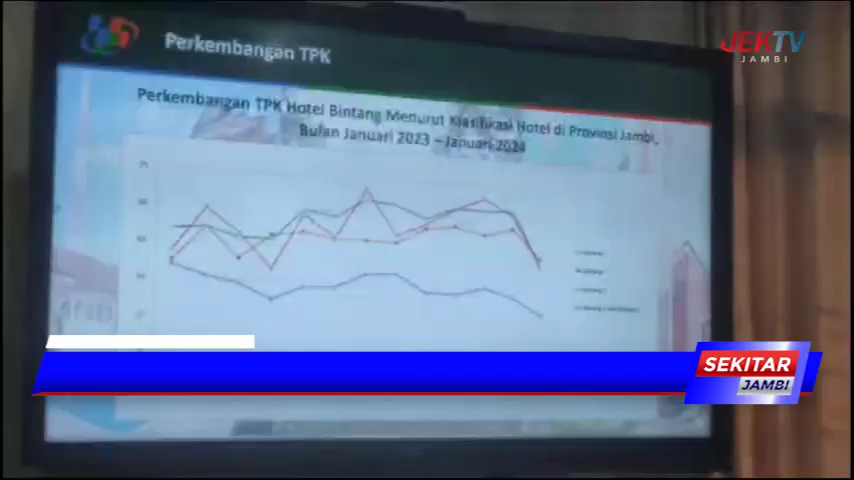 Perkembangan TPK
JEKTV
JAMBI
Perkembangan TPK Hotel Bintang Menurut Klasifikasi Hotel di Provinsi Jambi,
Bulan Januari 2023 – Januari 2024
SEKITAR
JAMBI